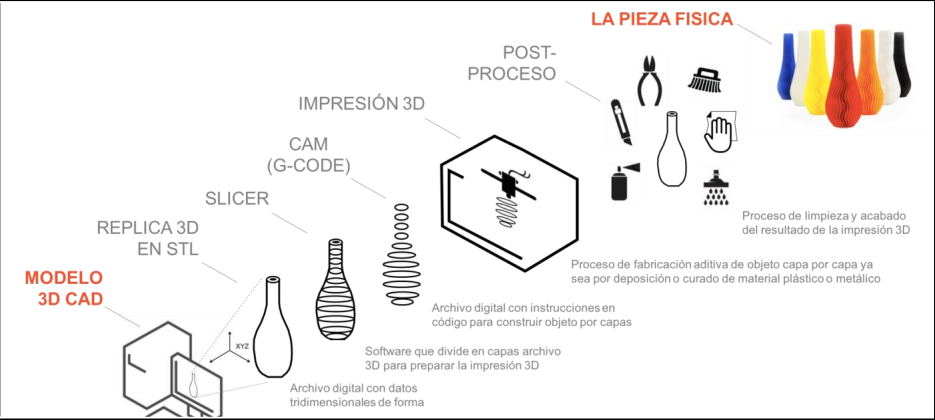 LA PIEZA FISICA
POST-
PROCESO
IMPRESIÓN 3D
CAM
(G-CODE)
SLICER
REPLICA 3D
EN STL
MODELO
3D CAD
XYZ
Proceso de limpieza y acabado
del resultado de la impresión 3D
Proceso de fabricación aditiva de objeto capa por capa ya
sea por deposición o curado de material plástico o metálico
Archivo digital con instrucciones en
código para construir objeto por capas
Software que divide en capas archivo
3D para preparar la impresión 3D
Archivo digital con datos
tridimensionales de forma